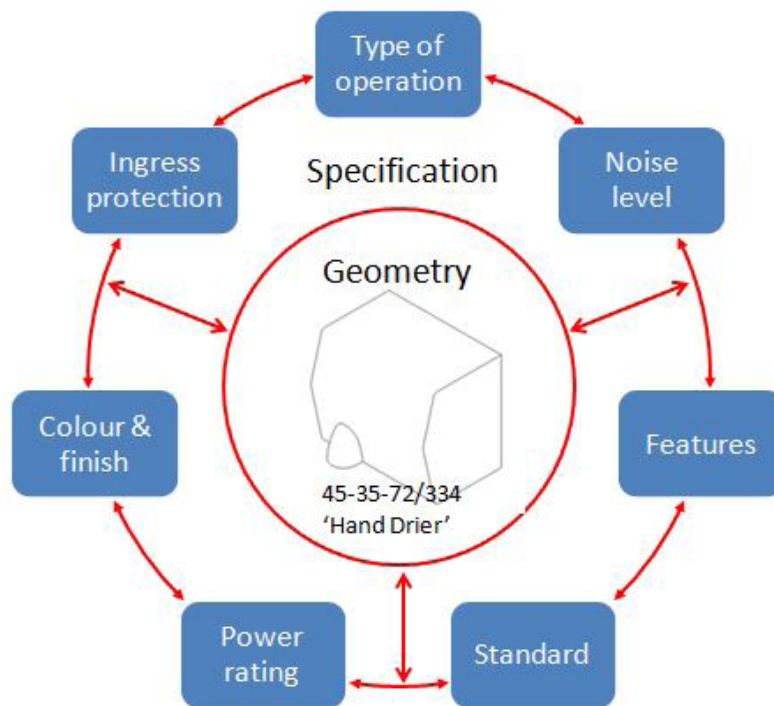 Type of
operation
Ingress
protection
Noise
level
Specification
Geometry
Colour &
finish
Features
45-35-72/334
‘Hand Drier’
Power
rating
Standard